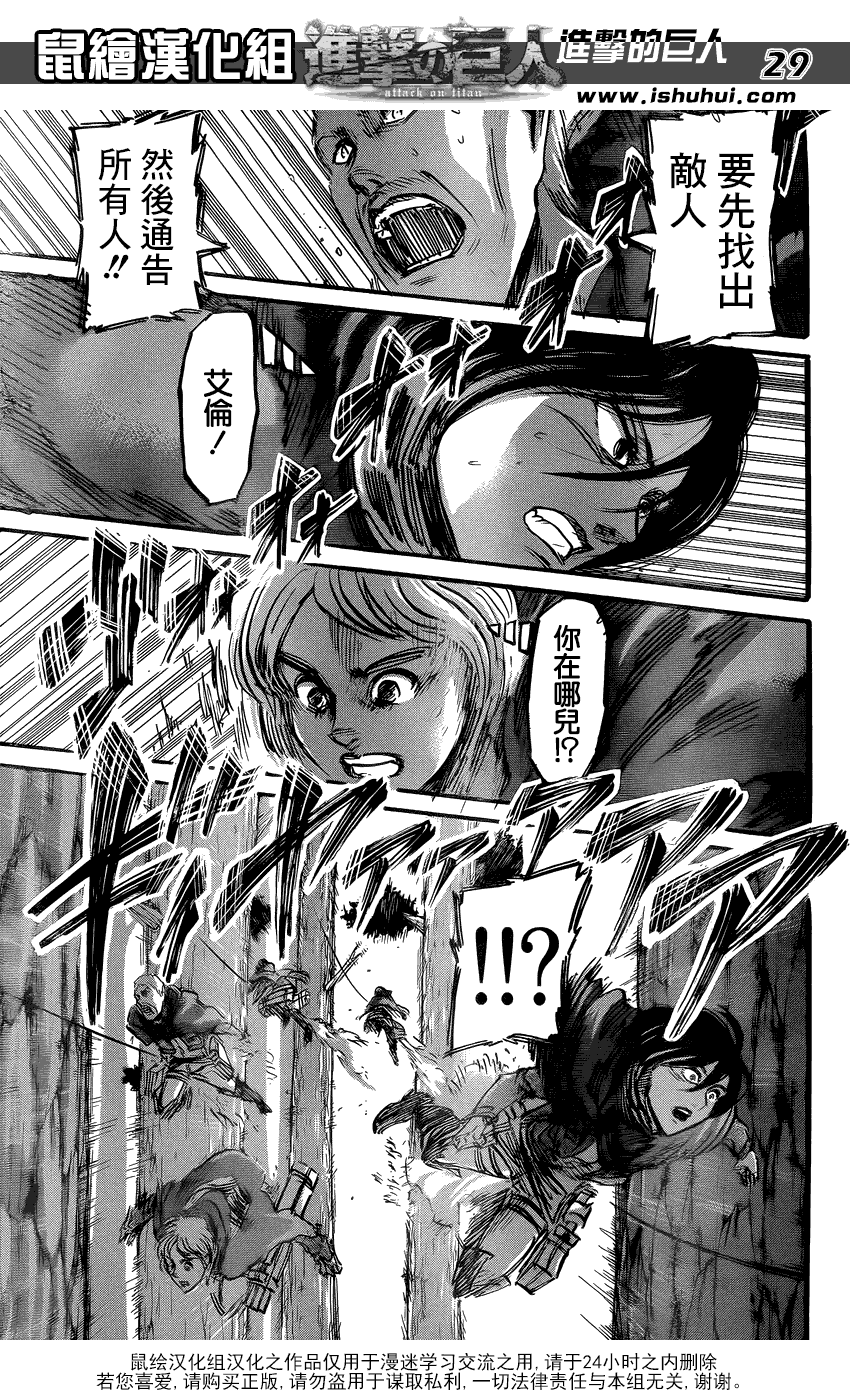 鼠繪漢化組
進撃の巨人
attack on titan
進擊的巨人
29
www.ishuhui.com
要先找出
敵人
然後通告
所有人!!
艾倫!
你在哪兒!?
!!?
鼠绘汉化组汉化之作品仅用于漫迷学习交流之用,请于24小时之内删除
若您喜爱,请购买正版,请勿盗用于谋取私利,一切法律责任与本组无关,谢谢。